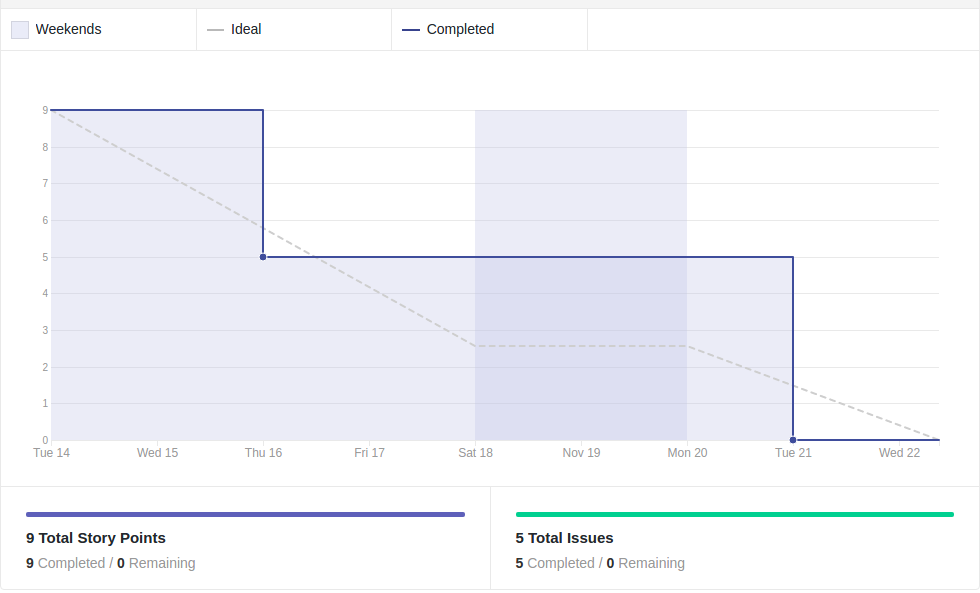 Weekends
Ideal
Completed
9
8
7
6
5
4
3
2
1
0
Tue 14
Wed 15
Thu 16
Fri 17
Sat 18
Nov 19
Mon 20
Tue 21
Wed 22
9 Total Story Points
9 Completed / 0 Remaining
5 Total Issues
5 Completed / 0 Remaining